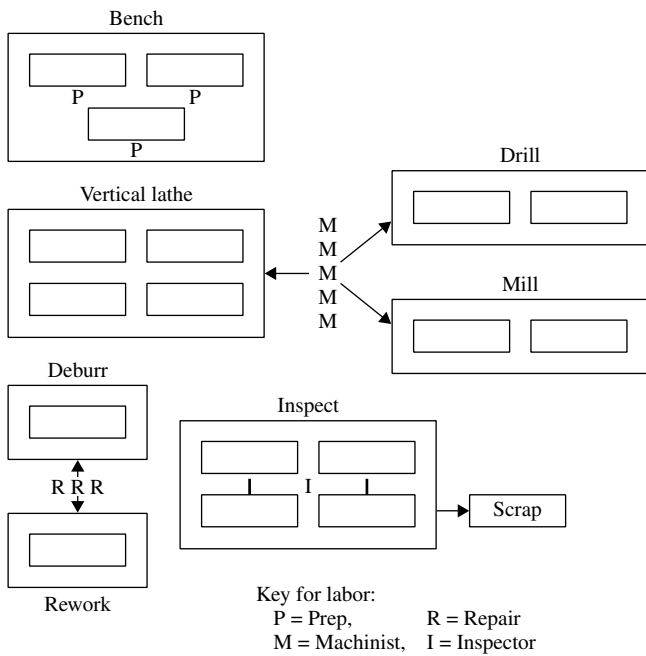 Bench
P
P
P
Drill
Vertical lathe
M
M
M
M
M
Mill
Deburr
Inspect
R R R
I
I
I
Scrap
Rework
Key for labor:
P = Prep, R = Repair
M = Machinist, I = Inspector